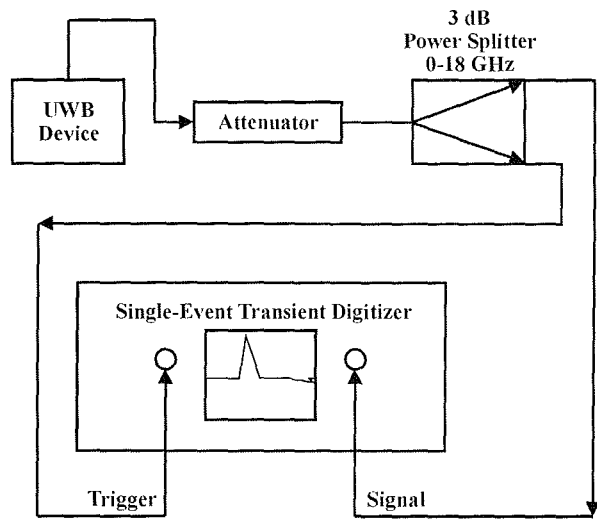 3 dB
Power Splitter
0-18 GHz
UWB
Device
Attenuator
Single-Event Transient Digitizer
Trigger
Signal